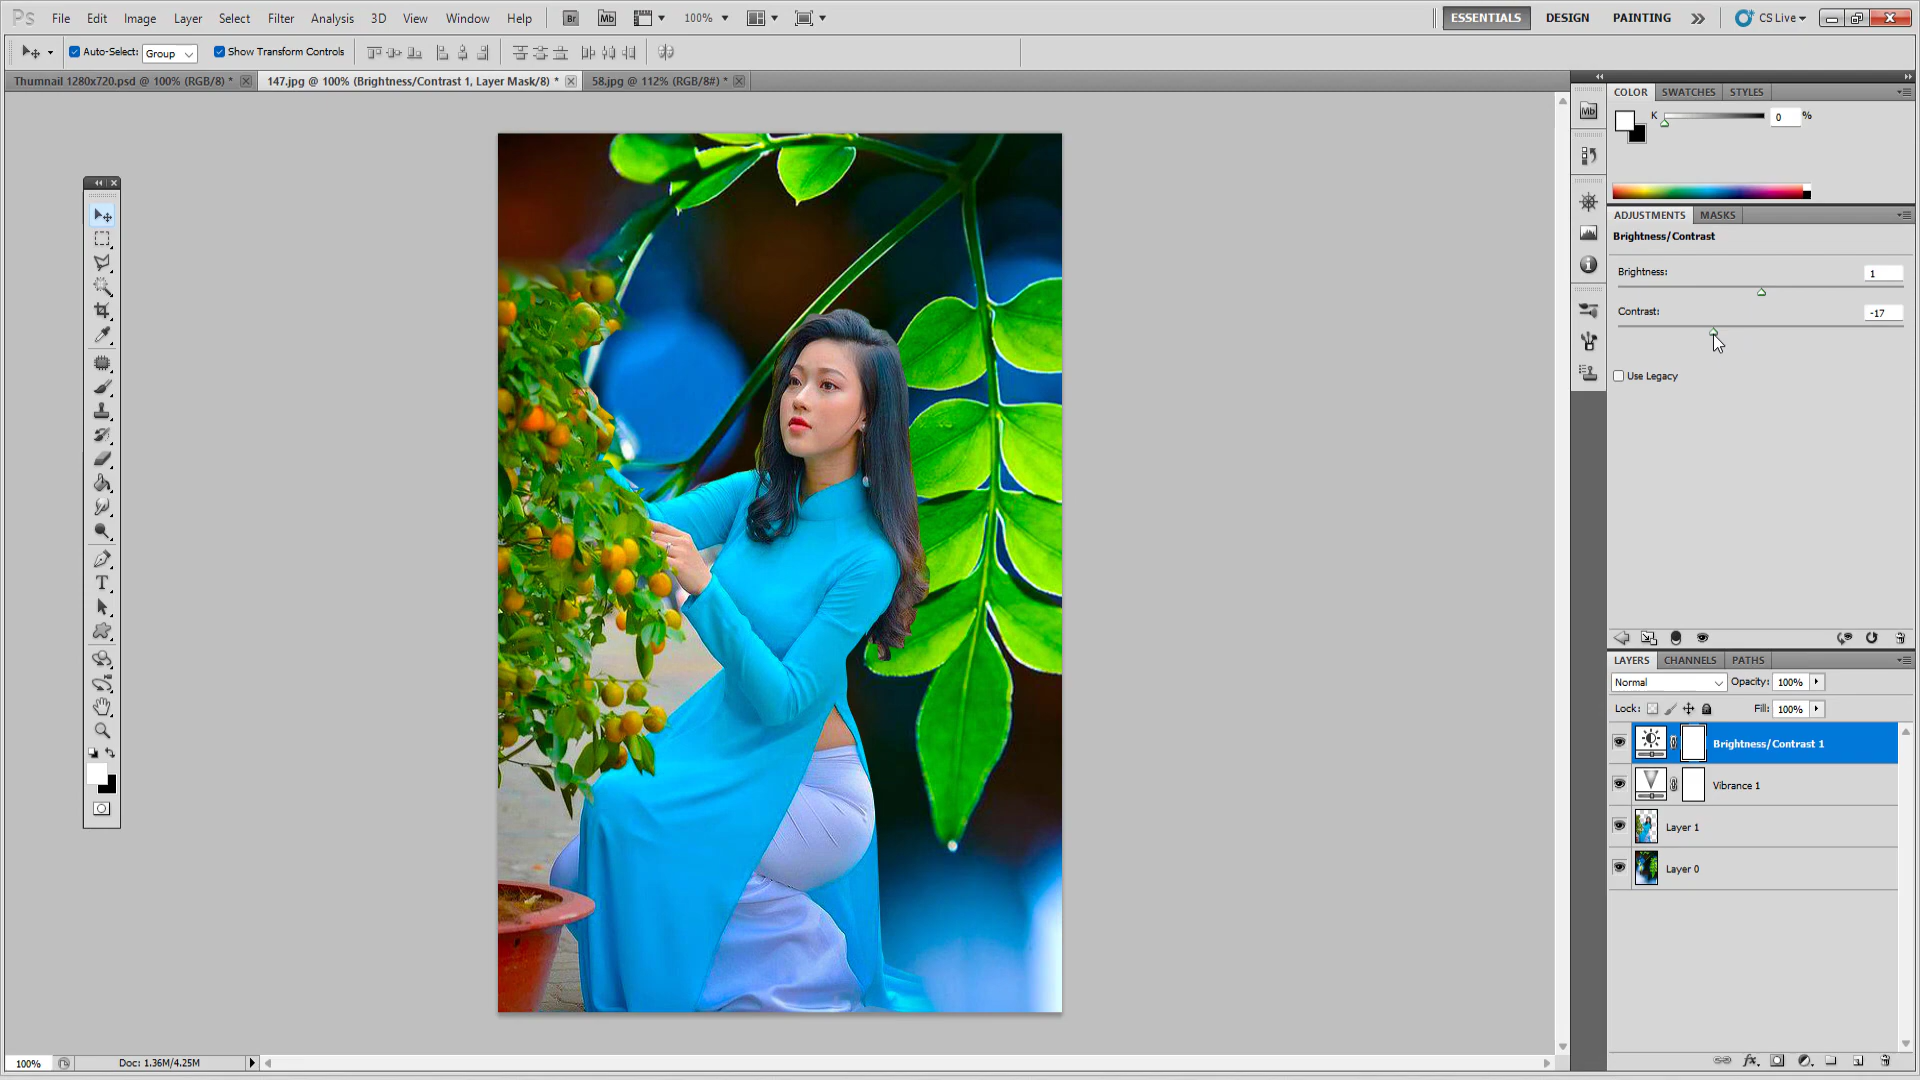 Ps File Edit Image Layer Select Filter Analysis 3D View Window Help Br Mb 100% ESSENTIALS DESIGN PAINTING CS Live
Auto-Select: Group Show Transform Controls
Thumnail 1280x720.psd @ 100% (RGB/8) * 147.jpg @ 100% (Brightness/Contrast 1, Layer Mask/8) * 58.jpg @ 112% (RGB/8#) *
COLOR SWATCHES STYLES
Mb
K 0 %
ADJUSTMENTS MASKS
Brightness/Contrast
Brightness: 1
Contrast: -17
Use Legacy
T
LAYERS CHANNELS PATHS
Normal Opacity: 100%
Lock: Fill: 100%
Brightness/Contrast 1
Vibrance 1
Layer 1
Layer 0
100% Doc: 1.36M/4.25M fx